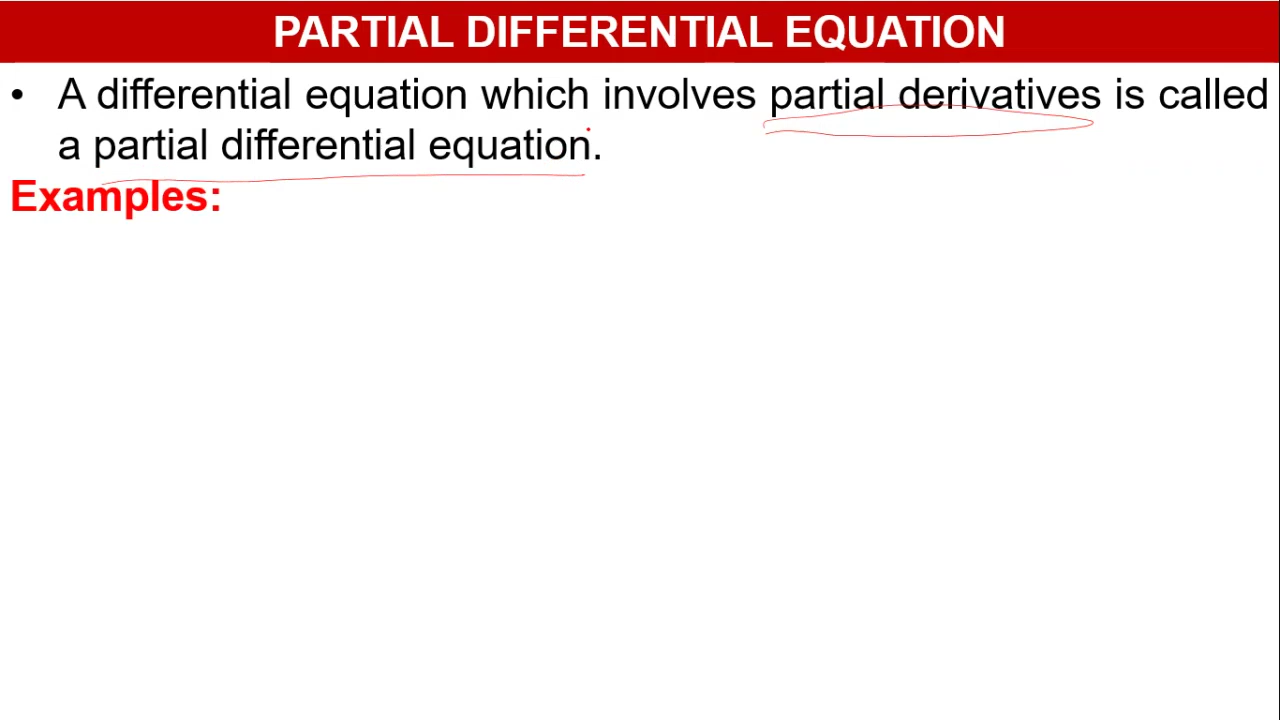 PARTIAL DIFFERENTIAL EQUATION
• A differential equation which involves partial derivatives is called
a partial differential equation.
Examples: